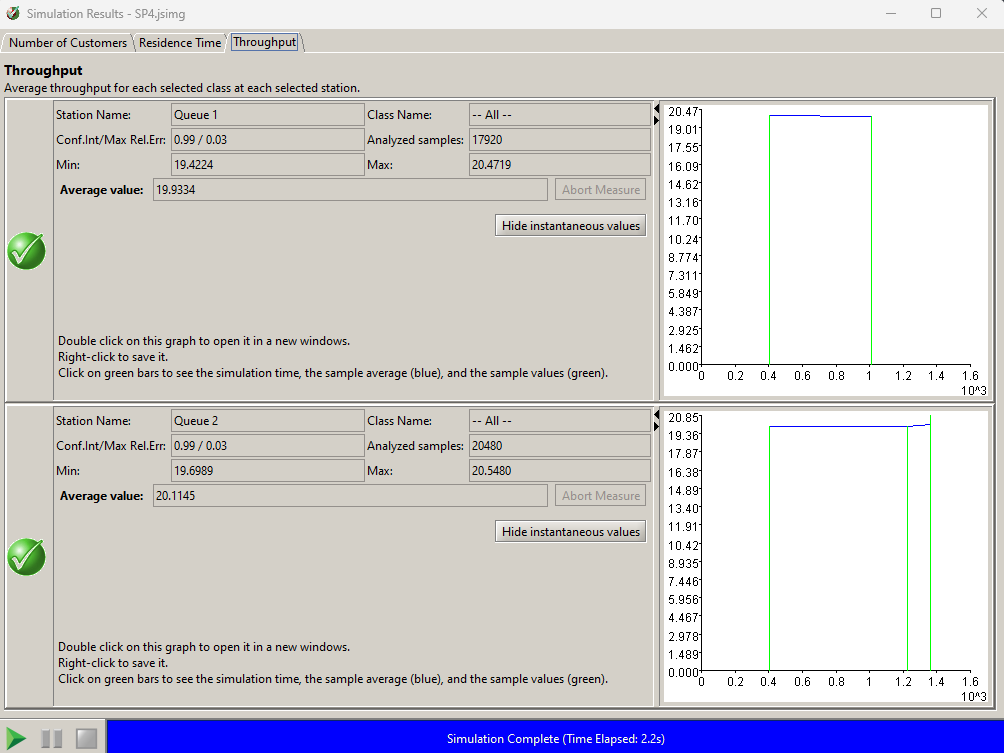 Simulation Results - SP4.jsimg
Number of Customers Residence Time Throughput
Throughput
Average throughput for each selected class at each selected station.
Station Name: Queue 1 Class Name: -- All --
Conf.Int/Max Rel.Err: 0.99 / 0.03 Analyzed samples: 17920
Min: 19.4224 Max: 20.4719
Average value: 19.9334 Abort Measure
Hide instantaneous values
Double click on this graph to open it in a new windows.
Right-click to save it.
Click on green bars to see the simulation time, the sample average (blue), and the sample values (green).
20.47
19.01
17.55
16.09
14.62
13.16
11.70
10.24
8.774
7.311
5.849
4.387
2.925
1.462
0.000
0 0.2 0.4 0.6 0.8 1 1.2 1.4 1.6
10^3
Station Name: Queue 2 Class Name: -- All --
Conf.Int/Max Rel.Err: 0.99 / 0.03 Analyzed samples: 20480
Min: 19.6989 Max: 20.5480
Average value: 20.1145 Abort Measure
Hide instantaneous values
Double click on this graph to open it in a new windows.
Right-click to save it.
Click on green bars to see the simulation time, the sample average (blue), and the sample values (green).
20.85
19.36
17.87
16.38
14.89
13.40
11.91
10.42
8.935
7.446
5.956
4.467
2.978
1.489
0.000
0 0.2 0.4 0.6 0.8 1 1.2 1.4 1.6
10^3
Simulation Complete (Time Elapsed: 2.2s)